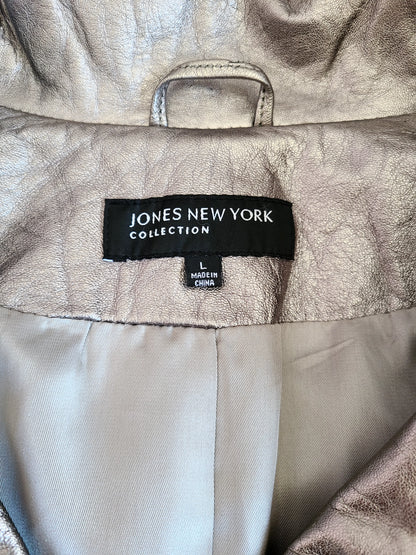 JONES NEW YORK
COLLECTION
L
MADE IN
CHINA